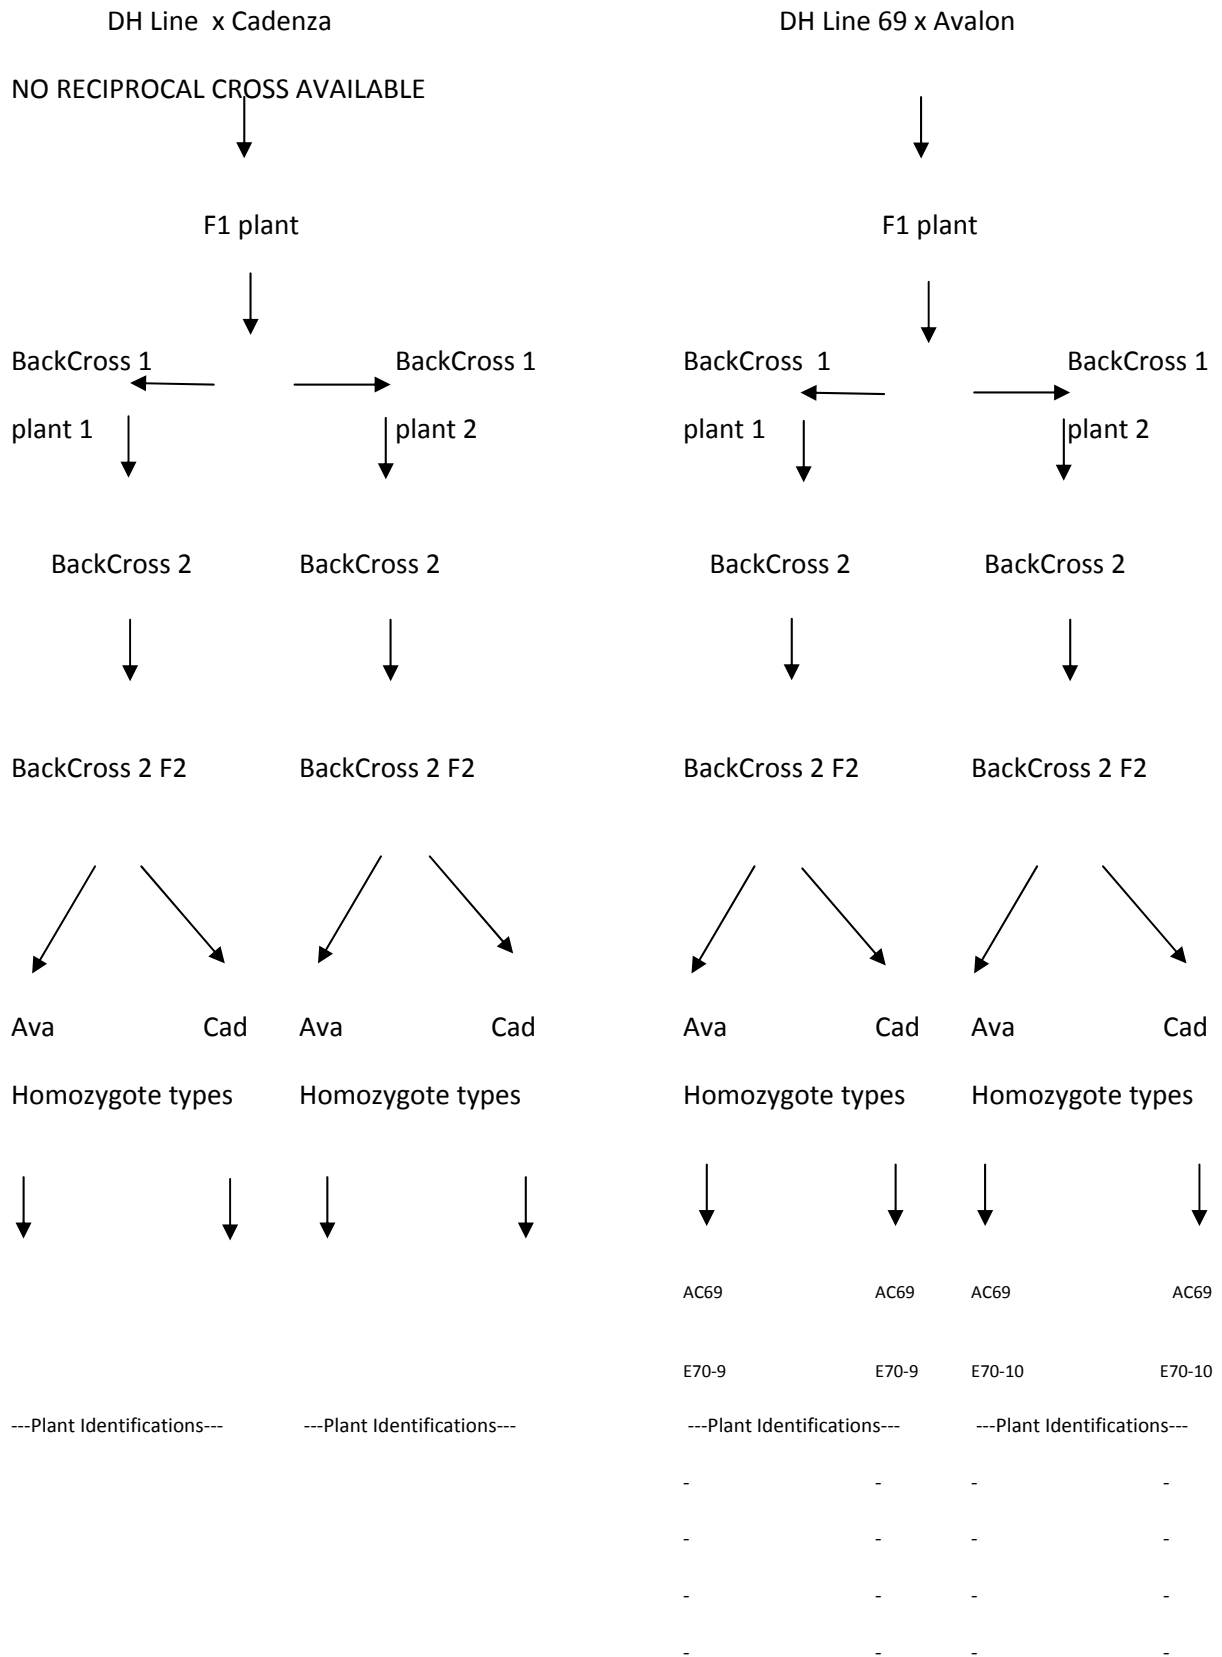 DH Line x Cadenza DH Line 69 x Avalon
NO RECIPROCAL CROSS AVAILABLE
F1 plant F1 plant
BackCross 1 BackCross 1 BackCross 1 BackCross 1
plant 1 plant 2 plant 1 plant 2
BackCross 2 BackCross 2 BackCross 2 BackCross 2
BackCross 2 F2 BackCross 2 F2 BackCross 2 F2 BackCross 2 F2
Ava Cad Ava Cad Ava Cad Ava Cad
Homozygote types Homozygote types Homozygote types Homozygote types
AC69 AC69 AC69 AC69
E70-9 E70-9 E70-10 E70-10
---Plant Identifications--- ---Plant Identifications--- ---Plant Identifications--- ---Plant Identifications---
- - - -
- - - -
- - - -
- - - -